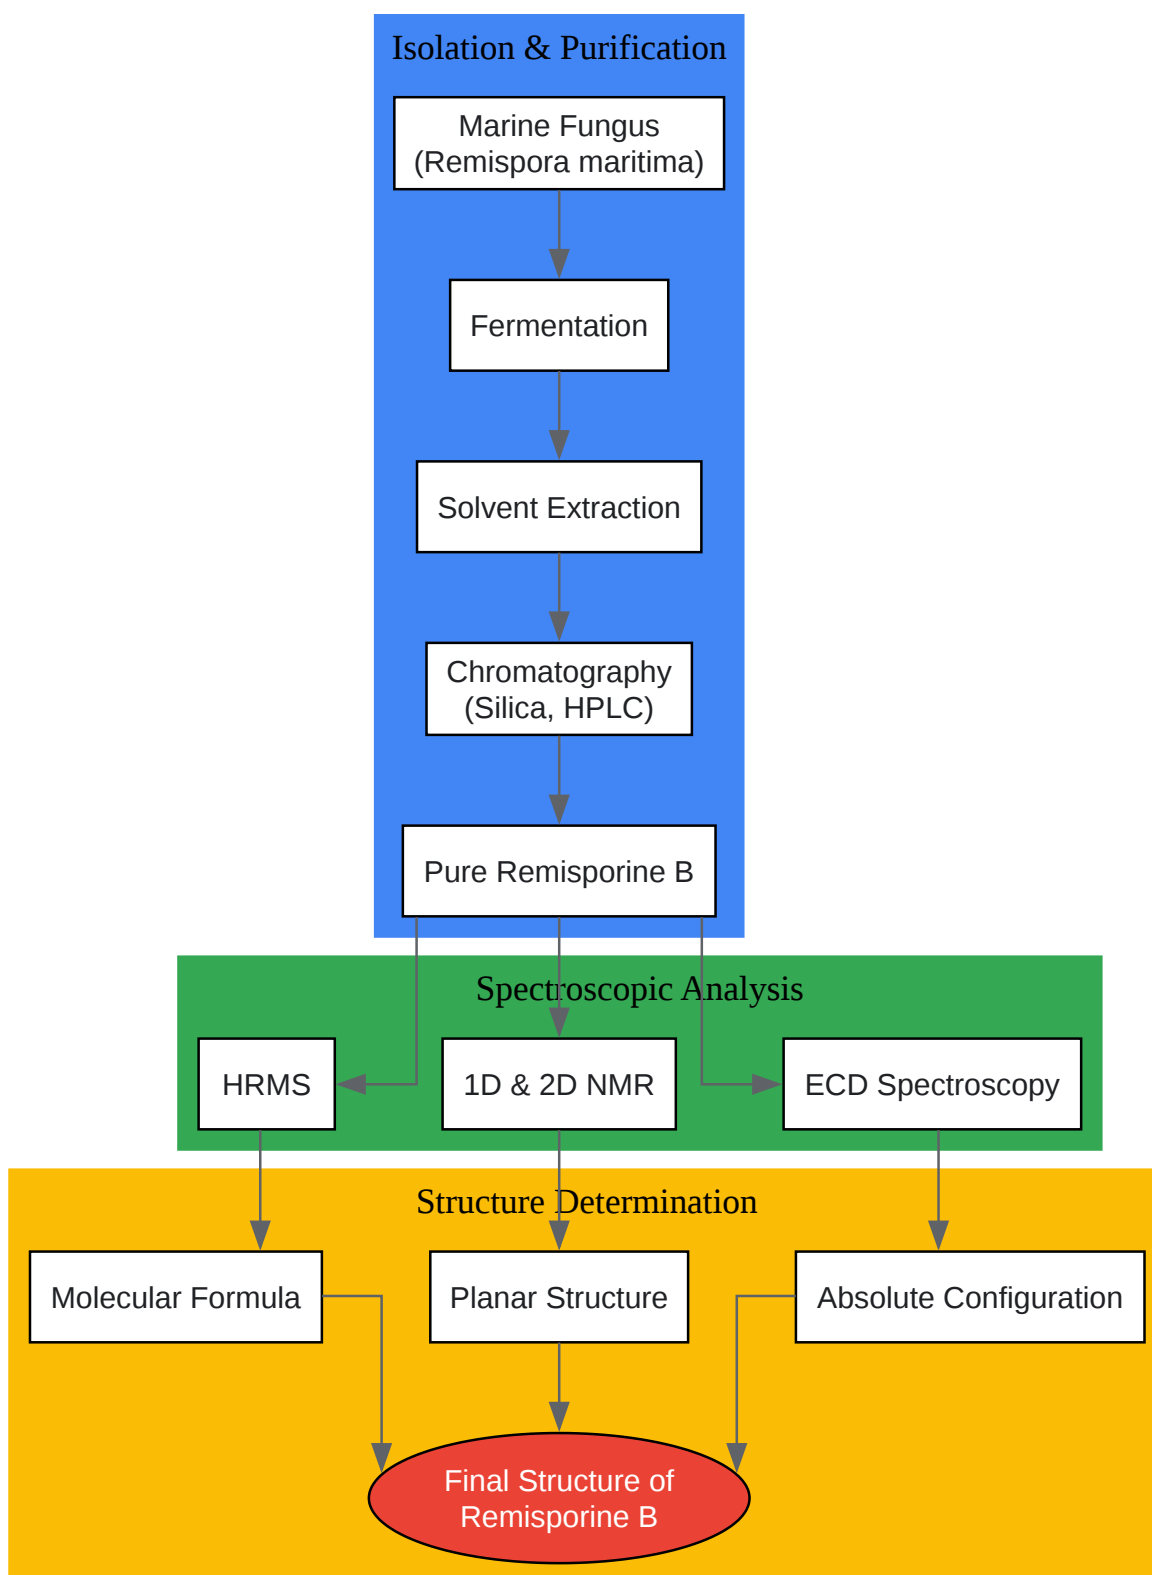 Isolation & Purification
Marine Fungus
(Remispora maritima)
Fermentation
Solvent Extraction
Chromatography
(Silica, HPLC)
Pure Remisporine B
Spectroscopic Analysis
HRMS
1D & 2D NMR
ECD Spectroscopy
Structure Determination
Molecular Formula
Planar Structure
Absolute Configuration
Final Structure of
Remisporine B